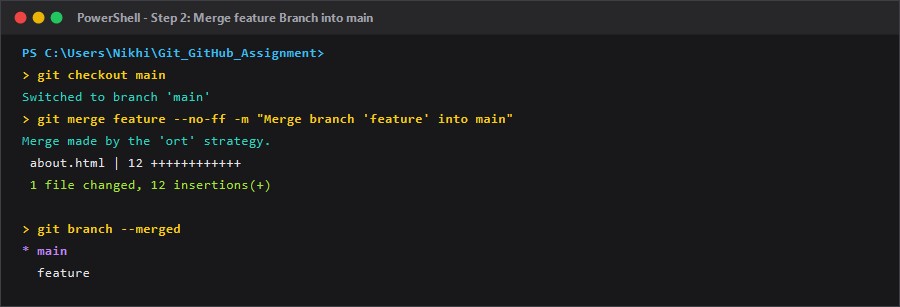 PowerShell - Step 2: Merge feature Branch into main
PS C:\Users\Nikhi\Git_GitHub_Assignment>
> git checkout main
Switched to branch 'main'
> git merge feature --no-ff -m "Merge branch 'feature' into main"
Merge made by the 'ort' strategy.
 about.html | 12 ++++++++++++
 1 file changed, 12 insertions(+)
> git branch --merged
* main
  feature